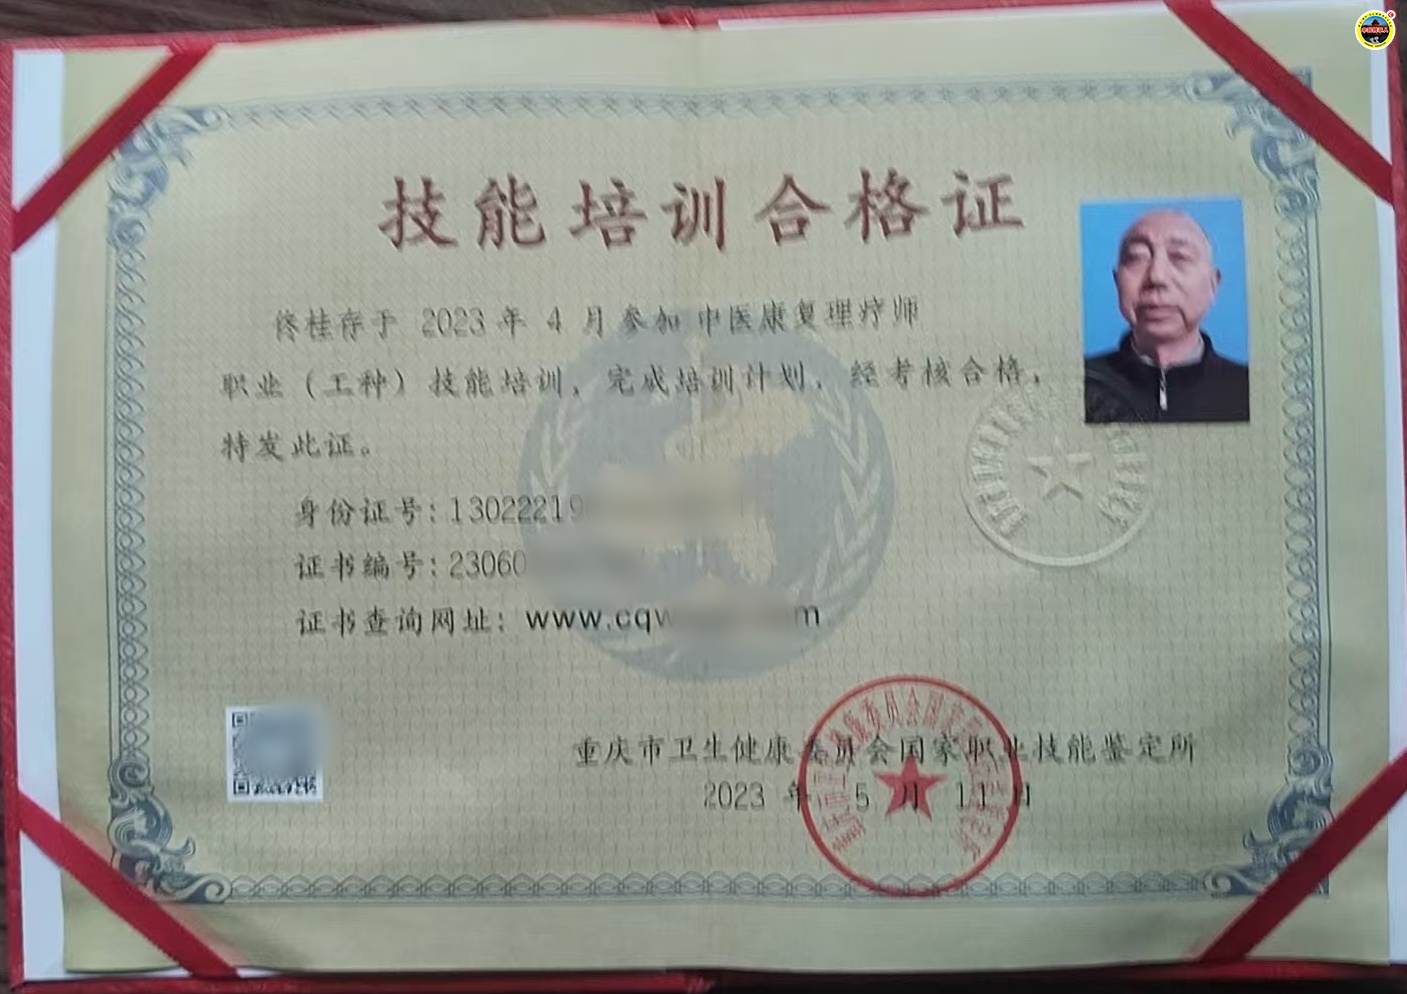 技能培训合格证
佟桂存于 2023 年 4 月参加 中医康复理疗师
职业（工种）技能培训，完成培训计划，经考核合格，
特发此证。
身份证号：13022219
证书编号：23060
证书查询网址：www.cqw m
重庆市卫生健康委员会国家职业技能鉴定所
2023 年 5 月 11 日